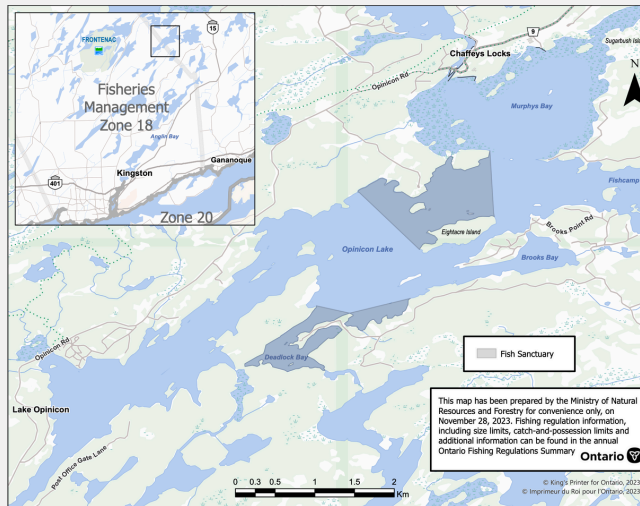 FRONTENAC
15
Fisheries
Management
Zone 18
Anglin Bay
Gananoque
Kingston
401
Zone 20
9
Chaffeys Locks
Opinicon Rd
Sugarbush Isla
N
Murphys Bay
Fishcamp
Eightacre Island
Brooks Point Rd
Opinicon Lake
Brooks Bay
Deadlock Bay
Opinicon Rd
Lake Opinicon
Post Office Gate Lane
Fish Sanctuary
This map has been prepared by the Ministry of Natural
Resources and Forestry for convenience only, on
November 28, 2023. Fishing regulation information,
including size limits, catch-and-possession limits and
additional information can be found in the annual
Ontario Fishing Regulations Summary
Ontario
0 0.3 0.5 1 1.5 2
Km
© King's Printer for Ontario, 2023
© Imprimeur du Roi pour l'Ontario, 2023